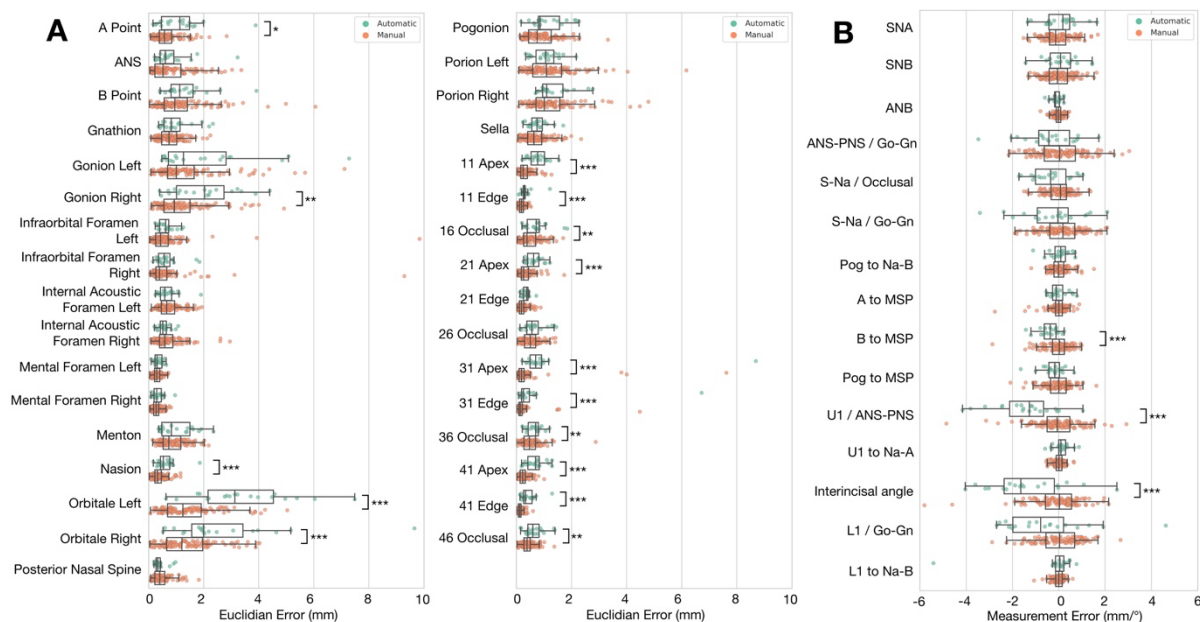 A
A Point
*
Automatic
Manual
ANS
B Point
Gnathion
Gonion Left
Gonion Right
**
Infraorbital Foramen
Left
Infraorbital Foramen
Right
Internal Acoustic
Foramen Left
Internal Acoustic
Foramen Right
Mental Foramen Left
Mental Foramen Right
Menton
Nasion
***
Orbitale Left
***
Orbitale Right
***
Posterior Nasal Spine
0 2 4 6 8 10
Euclidian Error (mm)
Pogonion
Automatic
Manual
Porion Left
Porion Right
Sella
11 Apex
***
11 Edge
***
16 Occlusal
**
21 Apex
***
21 Edge
26 Occlusal
31 Apex
***
31 Edge
***
36 Occlusal
**
41 Apex
***
41 Edge
***
46 Occlusal
**
0 2 4 6 8 10
Euclidian Error (mm)
B
SNA
Automatic
Manual
SNB
ANB
ANS-PNS / Go-Gn
S-Na / Occlusal
S-Na / Go-Gn
Pog to Na-B
A to MSP
B to MSP
***
Pog to MSP
U1 / ANS-PNS
***
U1 to Na-A
Interincisal angle
***
L1 / Go-Gn
L1 to Na-B
-6 -4 -2 0 2 4 6
Measurement Error (mm/°)